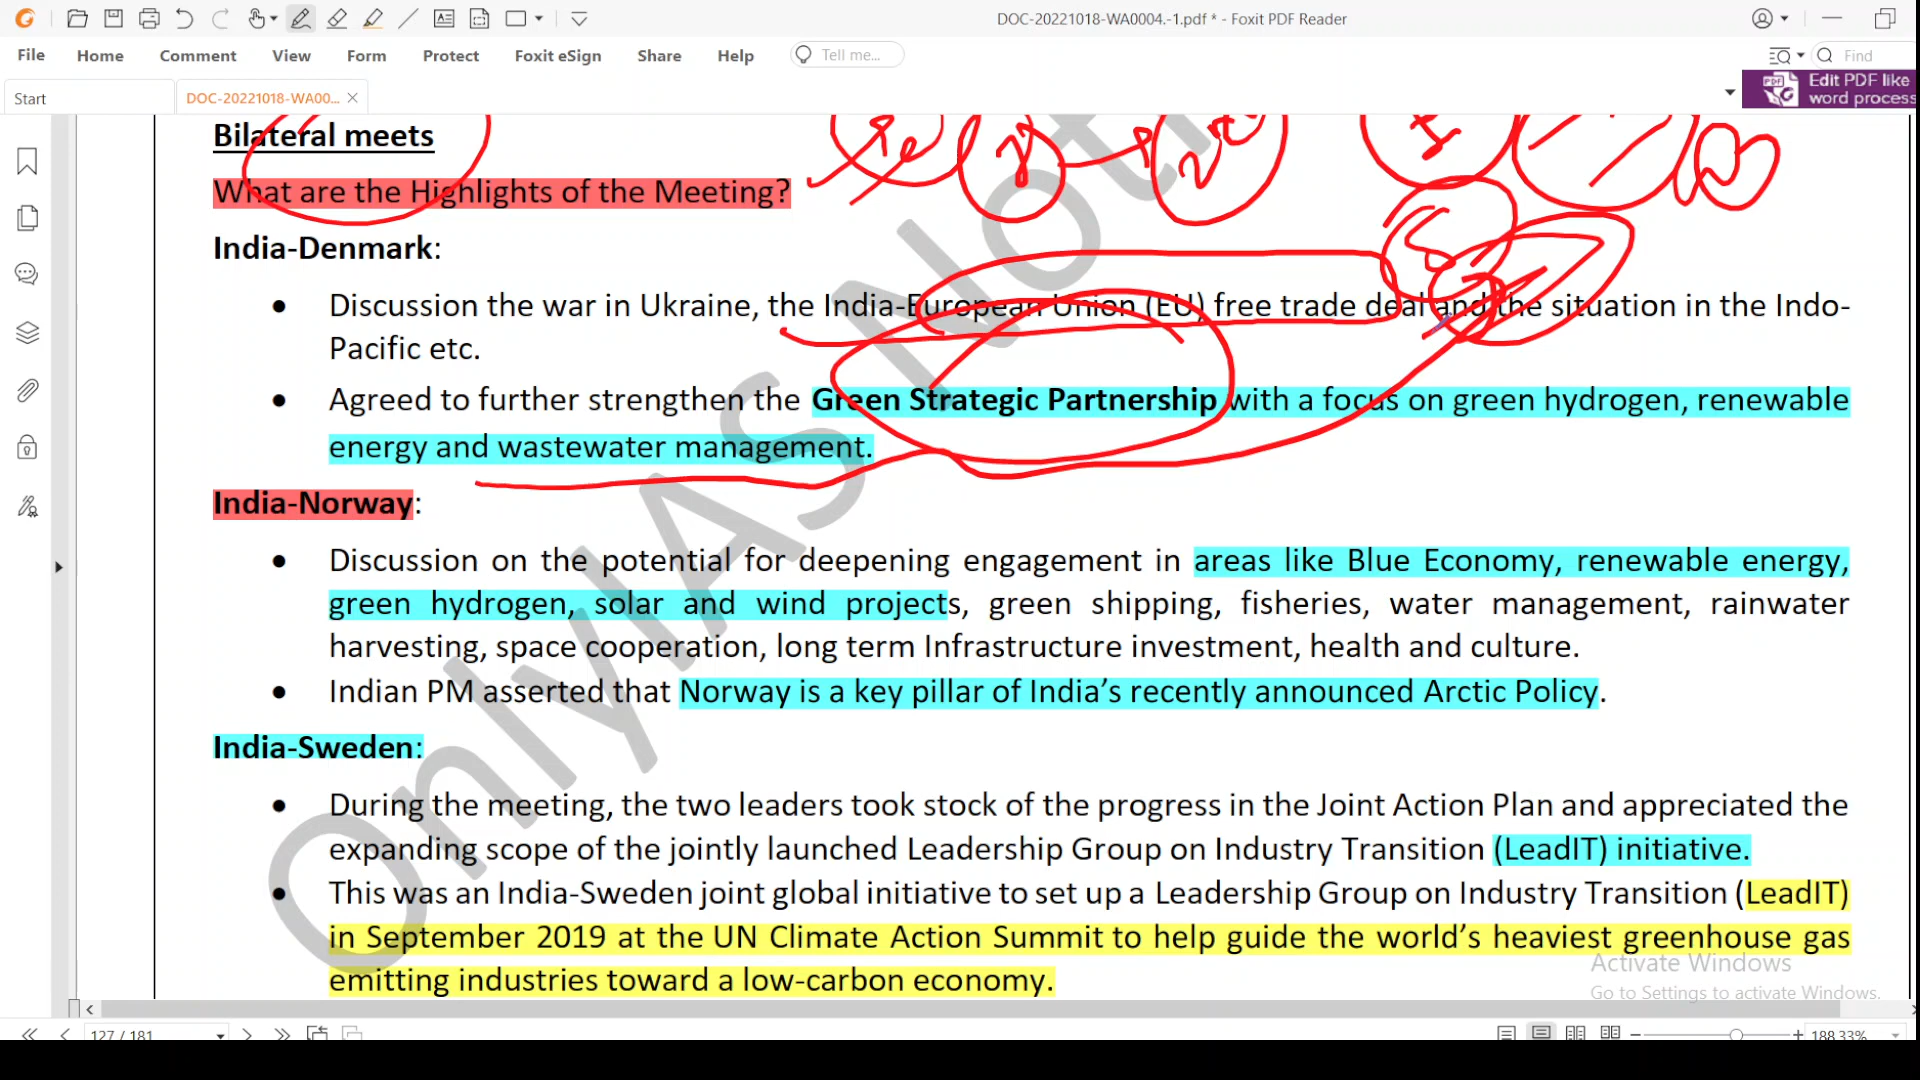 DOC-20221018-WA0004.-1.pdf * - Foxit PDF Reader
File Home Comment View Form Protect Foxit eSign Share Help Tell me... Find
Start DOC-20221018-WA00... Edit PDF like
word process
Bilateral meets
What are the Highlights of the Meeting?
India-Denmark:
• Discussion the war in Ukraine, the India-European Union (EU) free trade deal and the situation in the Indo-
Pacific etc.
• Agreed to further strengthen the Green Strategic Partnership with a focus on green hydrogen, renewable
energy and wastewater management.
India-Norway:
• Discussion on the potential for deepening engagement in areas like Blue Economy, renewable energy,
green hydrogen, solar and wind projects, green shipping, fisheries, water management, rainwater
harvesting, space cooperation, long term Infrastructure investment, health and culture.
• Indian PM asserted that Norway is a key pillar of India's recently announced Arctic Policy.
India-Sweden:
• During the meeting, the two leaders took stock of the progress in the Joint Action Plan and appreciated the
expanding scope of the jointly launched Leadership Group on Industry Transition (LeadIT) initiative.
• This was an India-Sweden joint global initiative to set up a Leadership Group on Industry Transition (LeadIT)
in September 2019 at the UN Climate Action Summit to help guide the world's heaviest greenhouse gas
emitting industries toward a low-carbon economy.
OnlyIAS Not
Activate Windows
Go to Settings to activate Windows.
127 / 181 188.33%